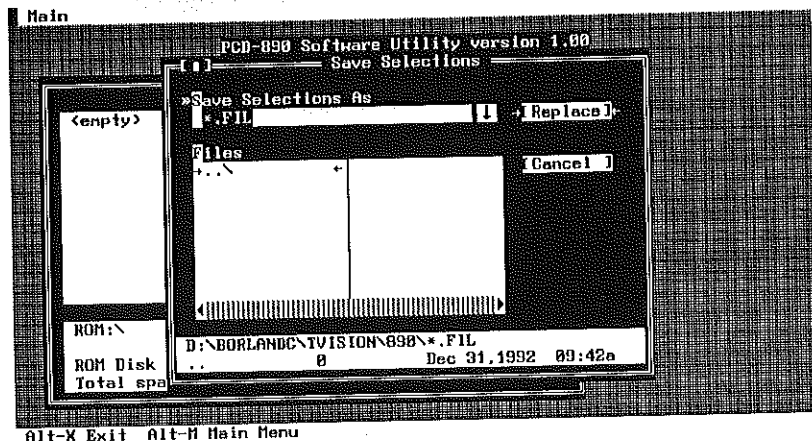 Main
PCD-890 Software Utility version 1.00
Save Selections
Save Selections As
*.FIL
[Replace]
<empty>
Files
..\
[Cancel ]
ROM:\
ROM Disk
Total spa
D:\BORLANDC\TVISION\890\*.FIL
.. 0 Dec 31,1992 09:42a
Alt-X Exit Alt-M Main Menu